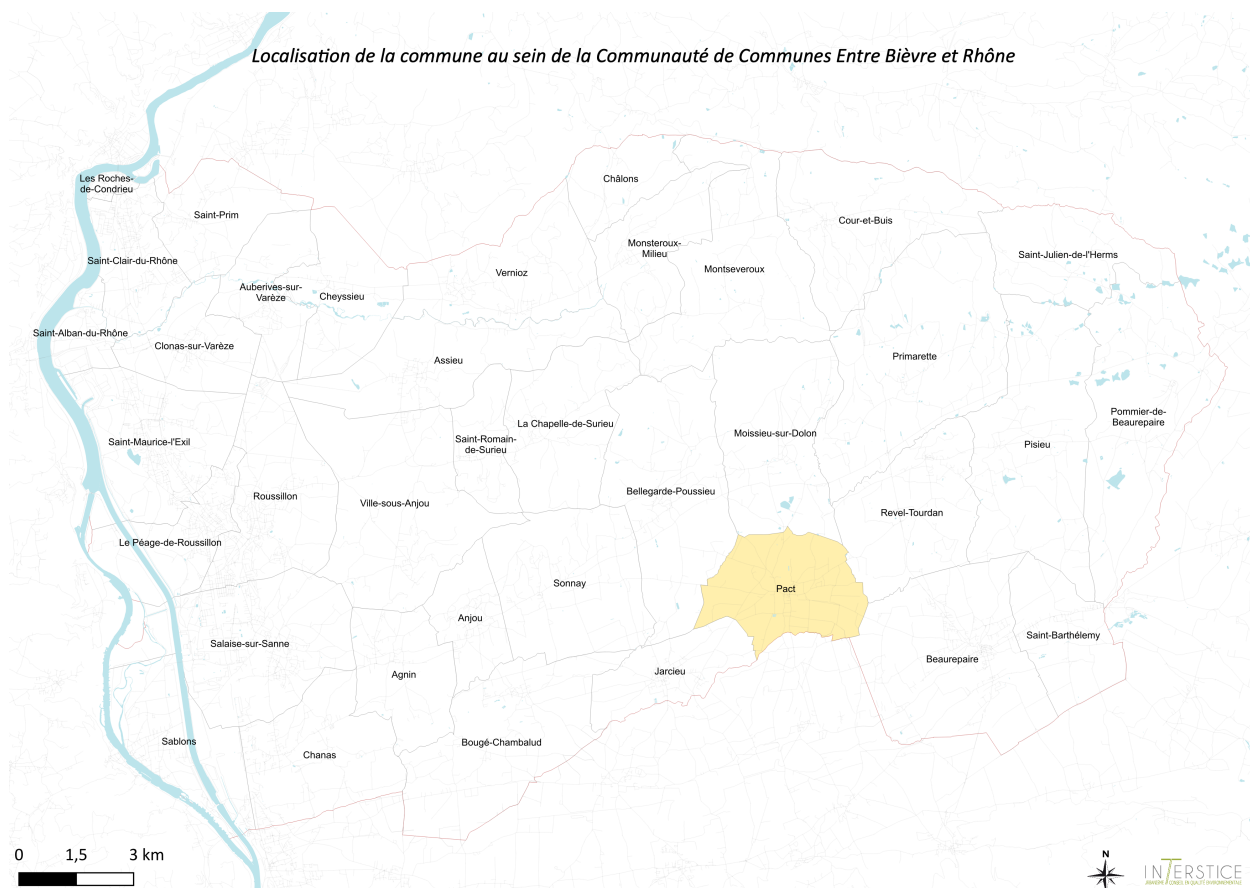 Localisation de la commune au sein de la Communauté de Communes Entre Bièvre et Rhône
Les Roches-
de-Condrieu
Châlons
Saint-Prim
Cour-et-Buis
Monsteroux-
Milieu
Saint-Clair-du-Rhône
Vernioz
Montseveroux
Saint-Julien-de-l'Herms
Auberives-sur-
Varèze
Cheyssieu
Saint-Alban-du-Rhône
Clonas-sur-Varèze
Assieu
Primarette
Saint-Maurice-l'Exil
Saint-Romain-
de-Surieu
La Chapelle-de-Surieu
Moissieu-sur-Dolon
Pisieu
Pommier-de-
Beaurepaire
Roussillon
Ville-sous-Anjou
Bellegarde-Poussieu
Revel-Tourdan
Le Péage-de-Roussillon
Sonnay
Pact
Anjou
Salaise-sur-Sanne
Saint-Barthélemy
Agnin
Jarcieu
Beaurepaire
Sablons
Chanas
Bougé-Chambalud
0 1,5 3 km
N
INTERSTICE
URBANISME CONSEIL EN QUALITÉ ENVIRONNEMENTALE